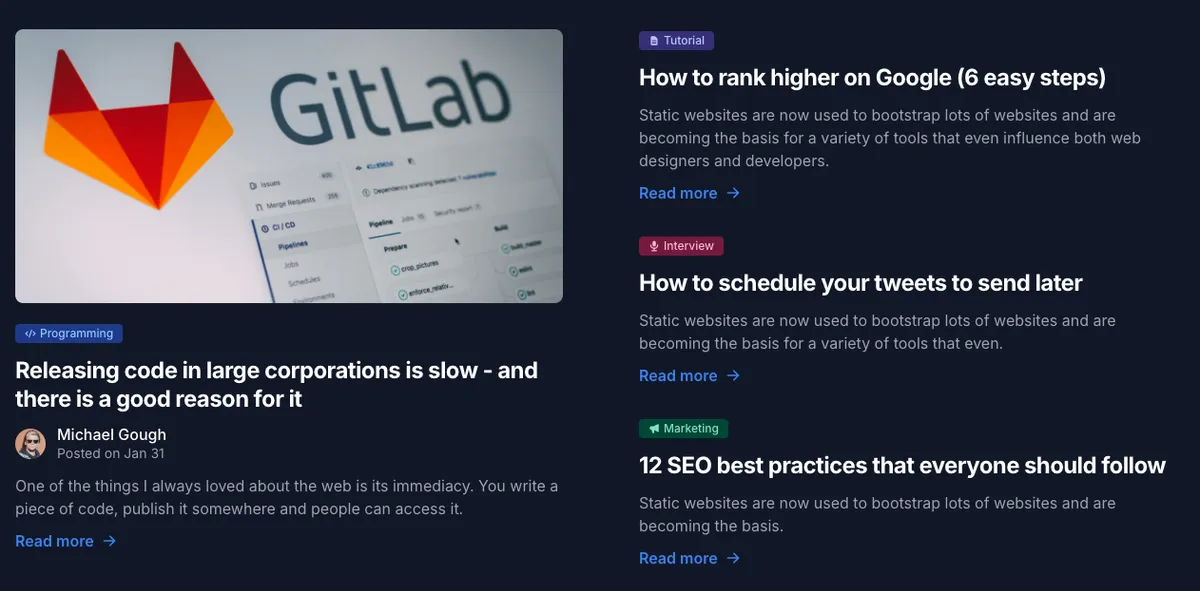 GitLab
Issues
Merge Requests
CI / CD
Pipelines
Jobs
Schedules
Environments
Dependency scanning detected
Pipeline
Jobs
Security report
Prepare
crop_pictures
enforce_relativ...
Build
build_master
Programming
Releasing code in large corporations is slow - and
there is a good reason for it
Michael Gough
Posted on Jan 31
One of the things I always loved about the web is its immediacy. You write a
piece of code, publish it somewhere and people can access it.
Read more
Tutorial
How to rank higher on Google (6 easy steps)
Static websites are now used to bootstrap lots of websites and are
becoming the basis for a variety of tools that even influence both web
designers and developers.
Read more
Interview
How to schedule your tweets to send later
Static websites are now used to bootstrap lots of websites and are
becoming the basis for a variety of tools that even.
Read more
Marketing
12 SEO best practices that everyone should follow
Static websites are now used to bootstrap lots of websites and are
becoming the basis.
Read more